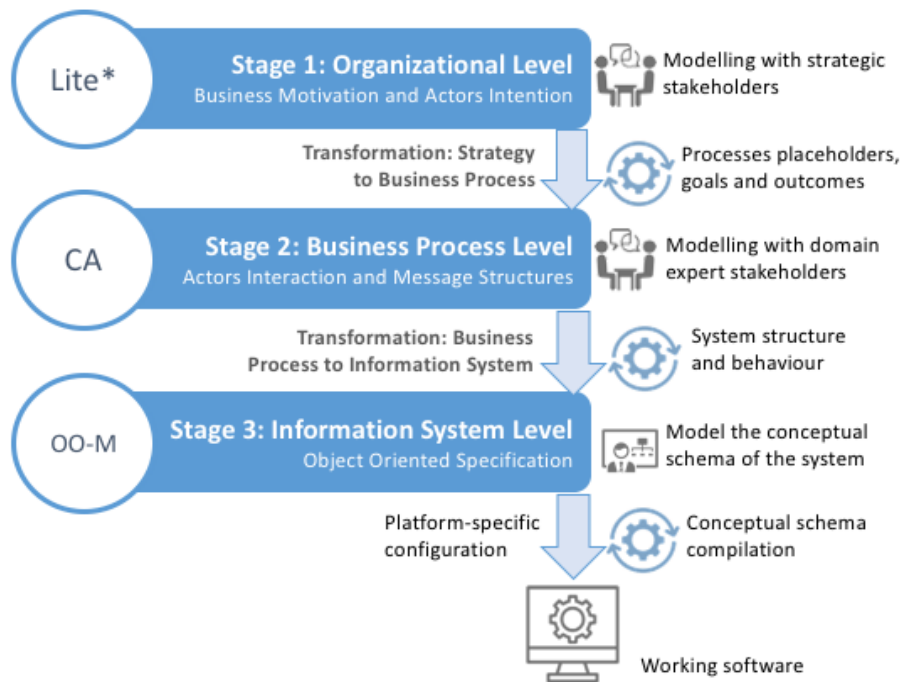 Lite*
Stage 1: Organizational Level
Business Motivation and Actors Intention
Modelling with strategic
stakeholders
Transformation: Strategy
to Business Process
Processes placeholders,
goals and outcomes
CA
Stage 2: Business Process Level
Actors Interaction and Message Structures
Modelling with domain
expert stakeholders
Transformation: Business
Process to Information System
System structure
and behaviour
OO-M
Stage 3: Information System Level
Object Oriented Specification
Model the conceptual
schema of the system
Platform-specific
configuration
Conceptual schema
compilation
Working software